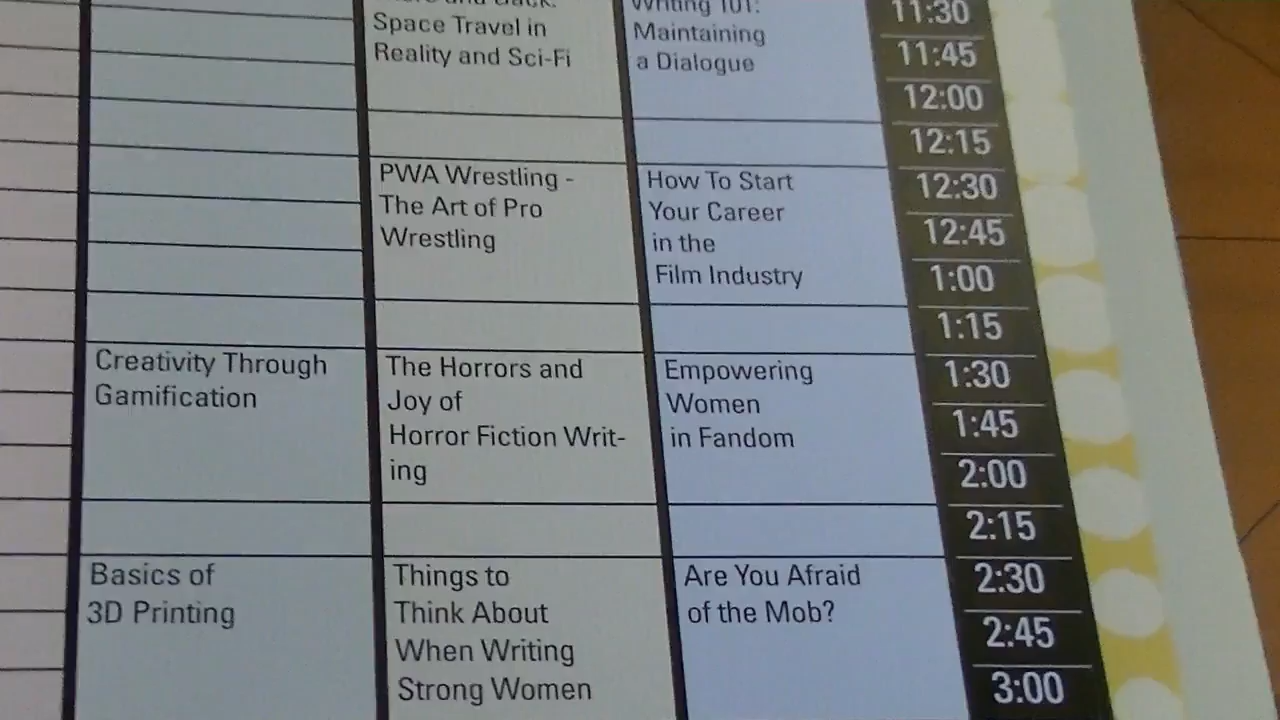 Space Travel in
Reality and Sci-Fi
Writing 101:
Maintaining
a Dialogue
PWA Wrestling -
The Art of Pro
Wrestling
How To Start
Your Career
in the
Film Industry
Creativity Through
Gamification
The Horrors and
Joy of
Horror Fiction Writ-
ing
Empowering
Women
in Fandom
Basics of
3D Printing
Things to
Think About
When Writing
Strong Women
Are You Afraid
of the Mob?
11:30
11:45
12:00
12:15
12:30
12:45
1:00
1:15
1:30
1:45
2:00
2:15
2:30
2:45
3:00